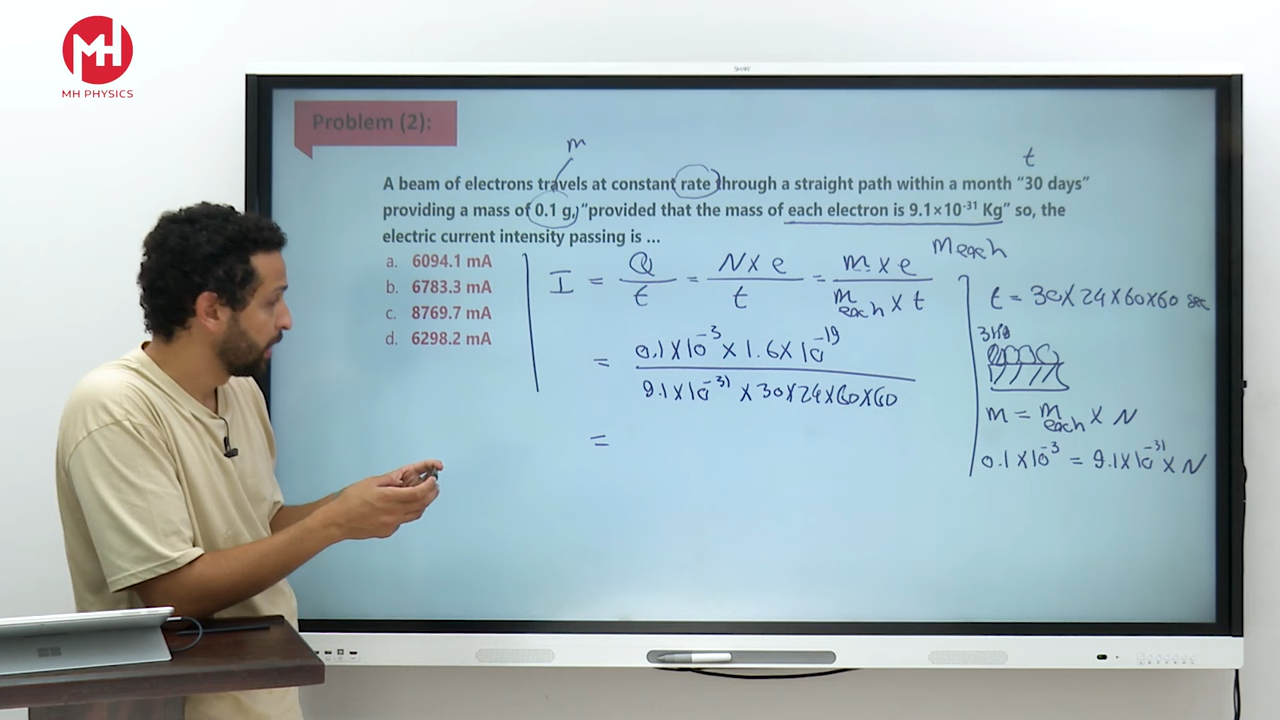 MH
MH PHYSICS
SMART
Problem (2):
m
t
A beam of electrons travels at constant rate through a straight path within a month “30 days”
providing a mass of 0.1 g, “provided that the mass of each electron is 9.1×10⁻³¹ Kg” so, the
electric current intensity passing is ...
m each
a. 6094.1 mA
b. 6783.3 mA
c. 8769.7 mA
d. 6298.2 mA
I = Q/t = N×e/t = m×e/m each × t
= 0.1×10⁻³×1.6×10⁻¹⁹/9.1×10⁻³¹×30×24×60×60
=
t = 30×24×60×60 sec
m = m each × N
0.1×10⁻³ = 9.1×10⁻³¹ × N